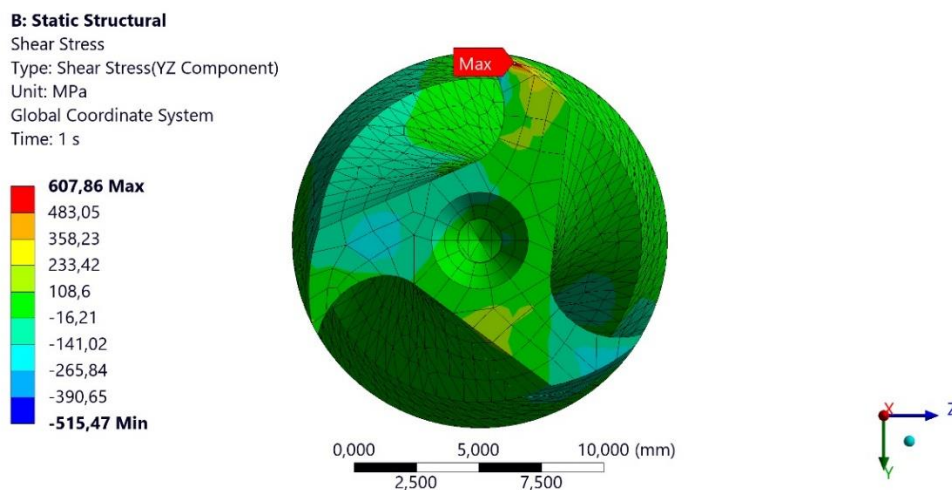 B: Static Structural
Shear Stress
Type: Shear Stress(YZ Component)
Unit: MPa
Global Coordinate System
Time: 1 s
607,86 Max
483,05
358,23
233,42
108,6
-16,21
-141,02
-265,84
-390,65
-515,47 Min
Max
0,000 5,000 10,000 (mm)
2,500 7,500
X
Z
Y